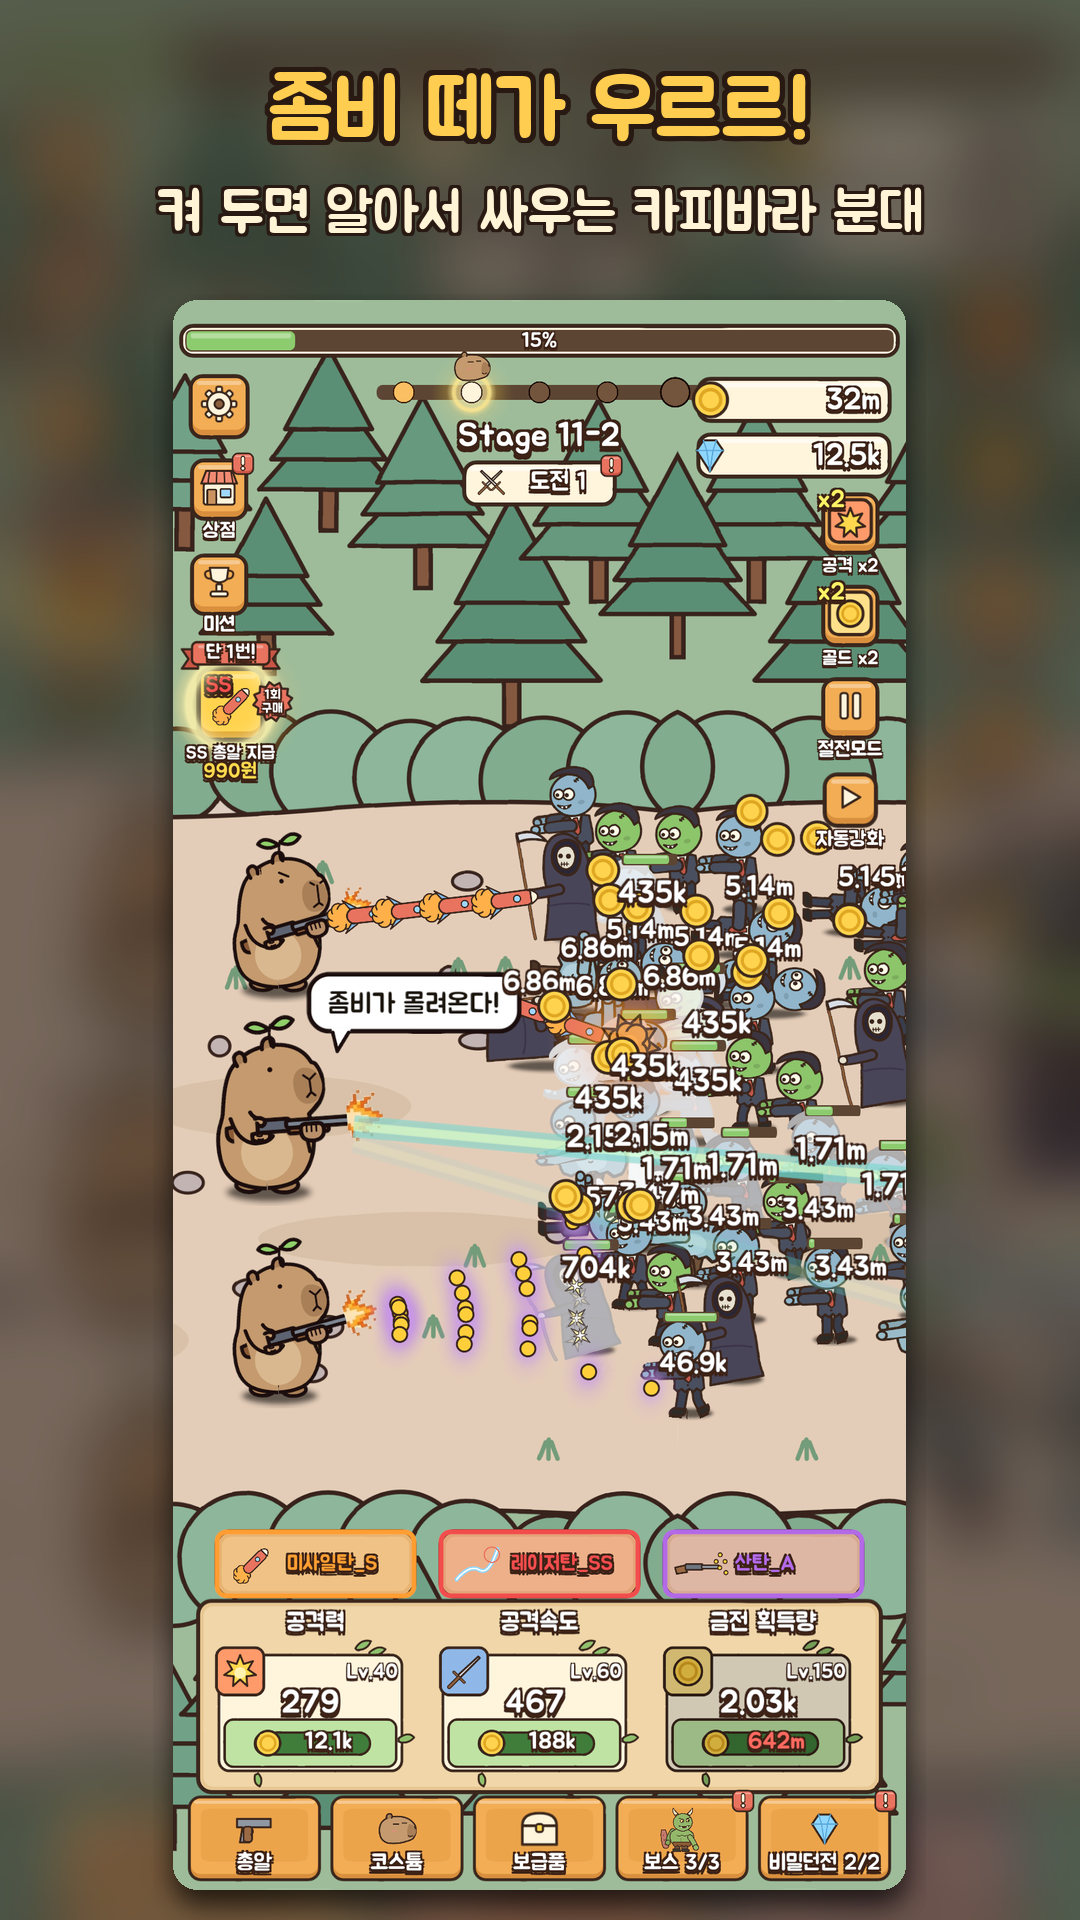 좀비 떼가 우르르!
켜 두면 알아서 싸우는 카피바라 분대
15%
32m
Stage 11-2
12.5k
도전 1
!
!
상점
x2
공격 x2
미션
x2
골드 x2
단 1번!
SS
1회
구매
SS 총알 지급
990원
절전모드
자동강화
435k
5.14m
5.14m
6.86m
6.86m
6.86m
좀비가 몰려온다!
435k
435k
435k
435k
2.15m
1.71m
1.71m
1.71m
3.43m
3.43m
3.43m
3.43m
3.43m
704k
46.9k
미사일탄_S
레이저탄_SS
산탄_A
공격력
공격속도
금전 획득량
Lv.40
Lv.60
Lv.150
279
467
2.03k
12.1k
188k
642m
!
!
총알
코스튬
보급품
보스 3/3
비밀던전 2/2